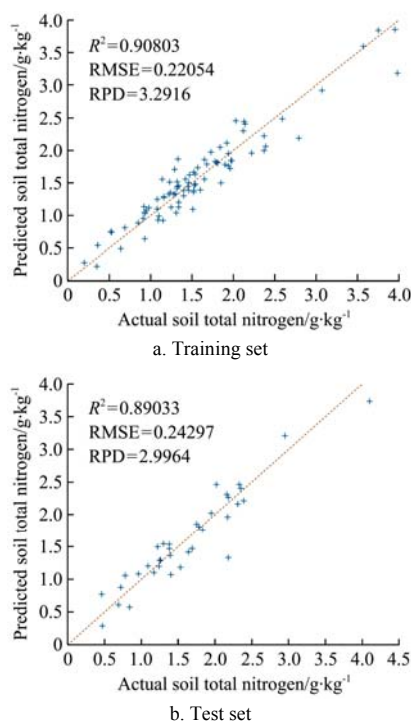 4.0
3.5
3.0
2.5
2.0
1.5
1.0
0.5
0
R²=0.90803
RMSE=0.22054
RPD=3.2916
Predicted soil total nitrogen/g·kg⁻¹
0.5 1.0 1.5 2.0 2.5 3.0 3.5 4.0
Actual soil total nitrogen/g·kg⁻¹
a. Training set
4.0
3.5
3.0
2.5
2.0
1.5
1.0
0.5
R²=0.89033
RMSE=0.24297
RPD=2.9964
Predicted soil total nitrogen/g·kg⁻¹
0 0.5 1.0 1.5 2.0 2.5 3.0 3.5 4.0 4.5
Actual soil total nitrogen/g·kg⁻¹
b. Test set